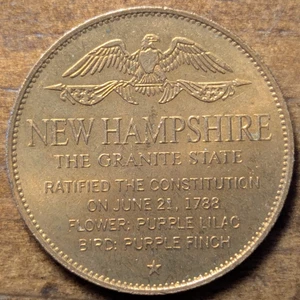 NEW HAMPSHIRE
THE GRANITE STATE
RATIFIED THE CONSTITUTION
ON JUNE 21, 1788
FLOWER: PURPLE LILAC
BIRD: PURPLE FINCH